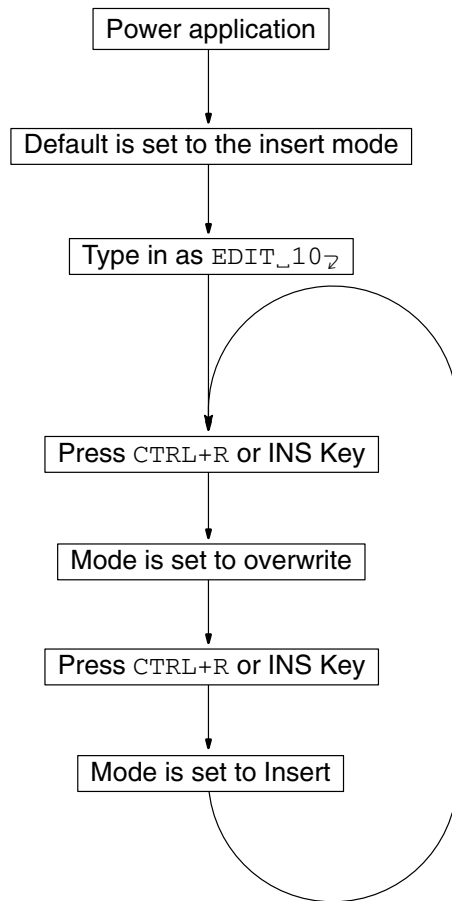 Power application
Default is set to the insert mode
Type in as EDIT␣10⤶
Press CTRL+R or INS Key
Mode is set to overwrite
Press CTRL+R or INS Key
Mode is set to Insert